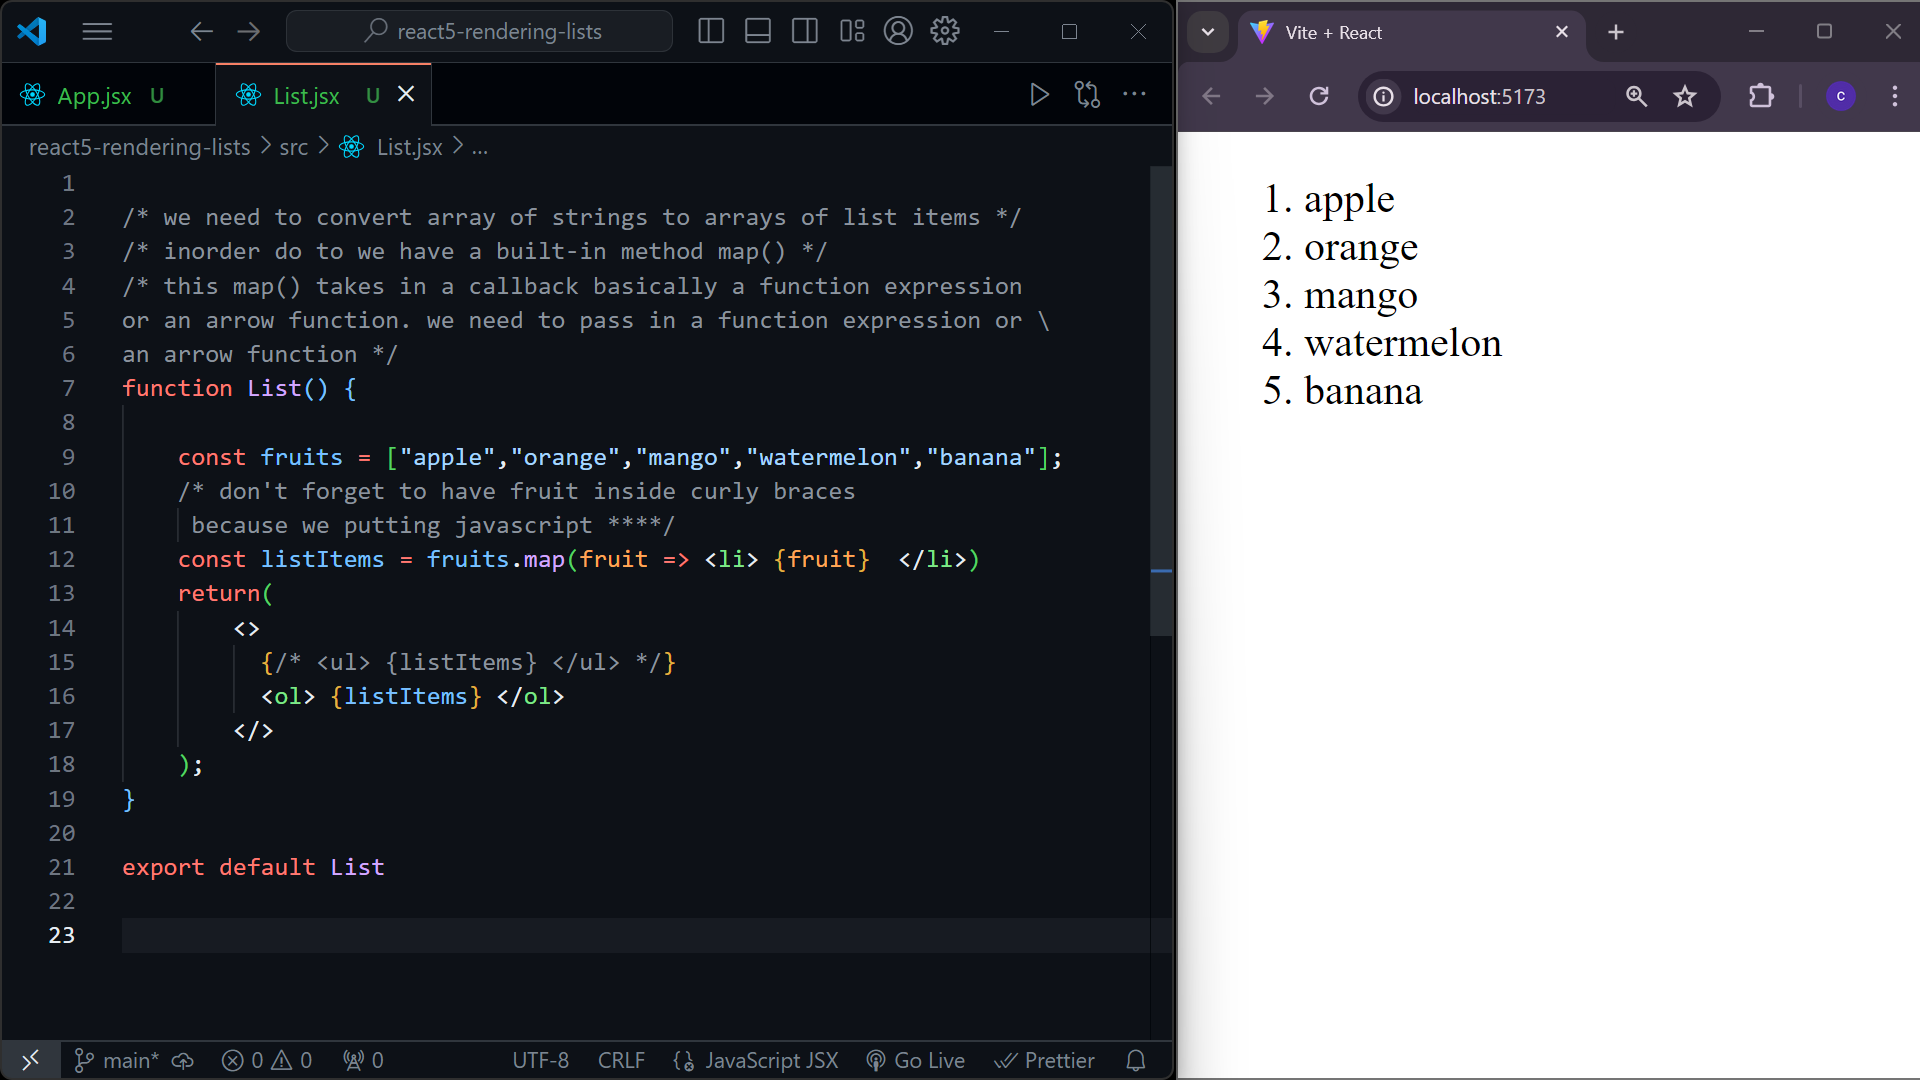 react5-rendering-lists
App.jsx U
List.jsx U
react5-rendering-lists > src > List.jsx > ...
1
2 /* we need to convert array of strings to arrays of list items */
3 /* inorder do to we have a built-in method map() */
4 /* this map() takes in a callback basically a function expression
5 or an arrow function. we need to pass in a function expression or \
6 an arrow function */
7 function List() {
8
9 const fruits = ["apple","orange","mango","watermelon","banana"];
10 /* don't forget to have fruit inside curly braces
11 because we putting javascript ****/
12 const listItems = fruits.map(fruit => <li> {fruit}  </li>)
13 return(
14 <>
15 {/* <ul> {listItems} </ul> */}
16 <ol> {listItems} </ol>
17 </>
18 );
19 }
20
21 export default List
22
23
main* 0 0 0 UTF-8 CRLF JavaScript JSX Go Live Prettier
Vite + React
localhost:5173
c
1. apple
2. orange
3. mango
4. watermelon
5. banana